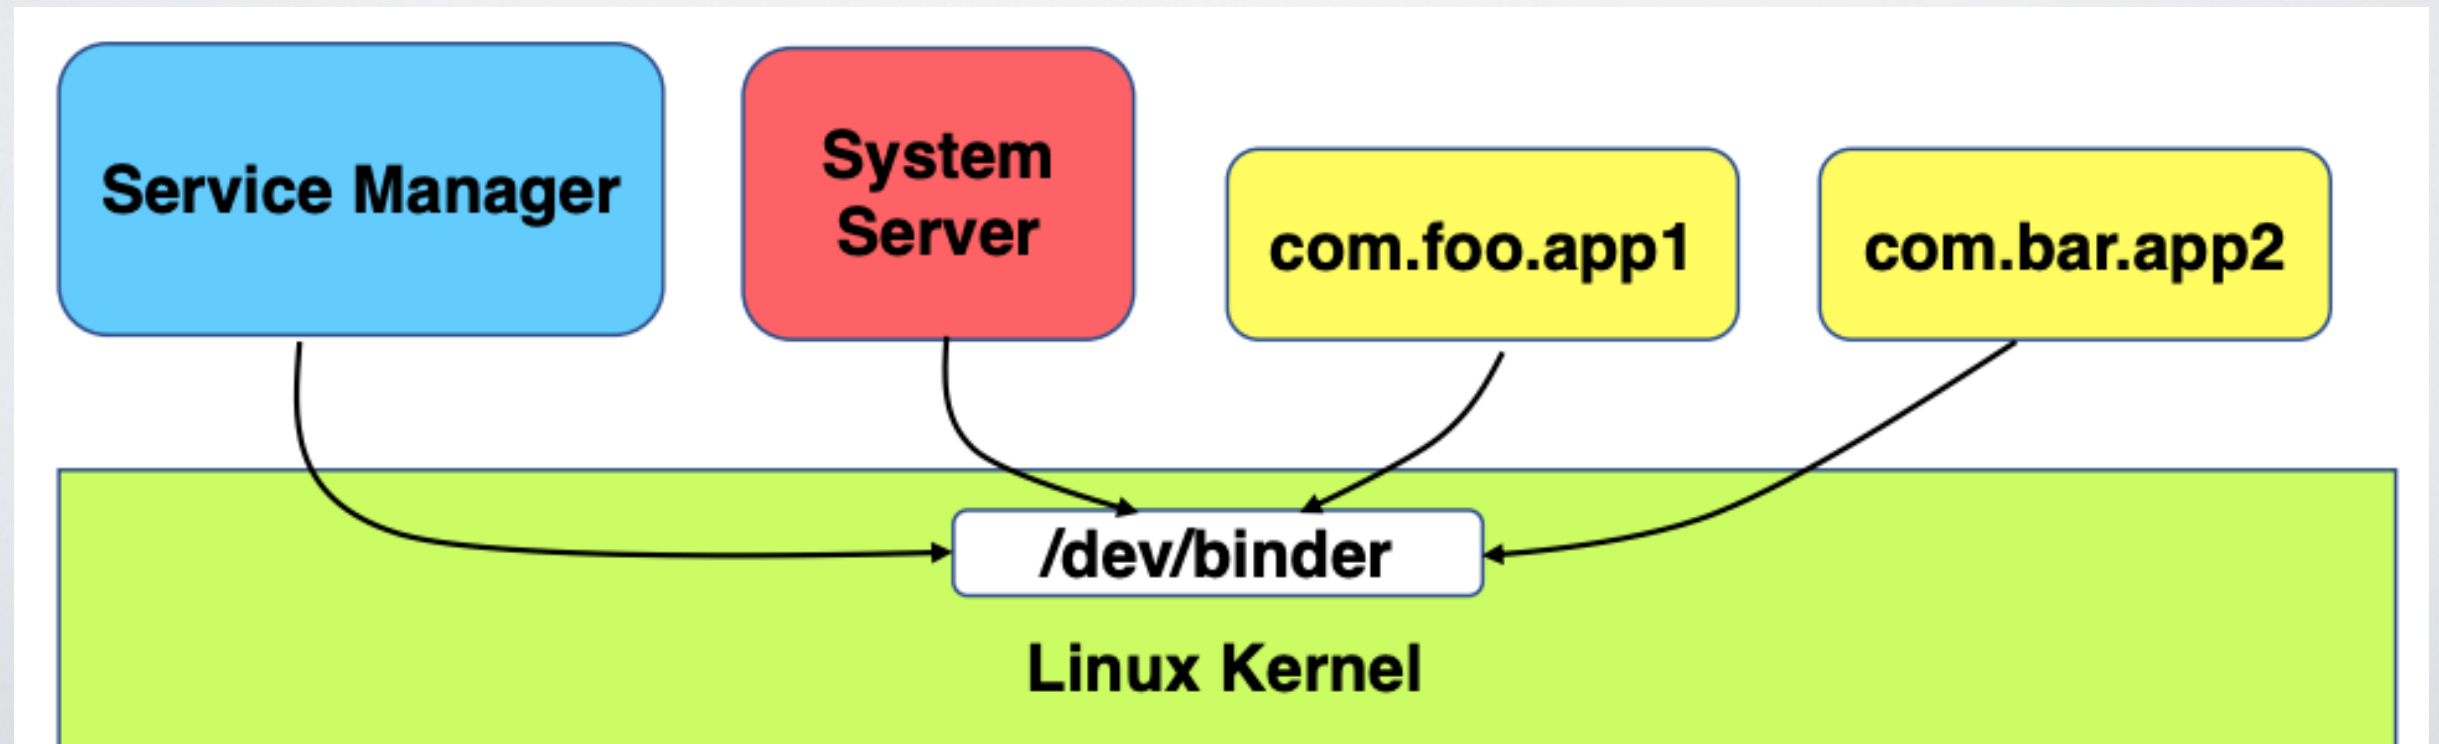 Service Manager
System
Server
com.foo.app1
com.bar.app2
/dev/binder
Linux Kernel